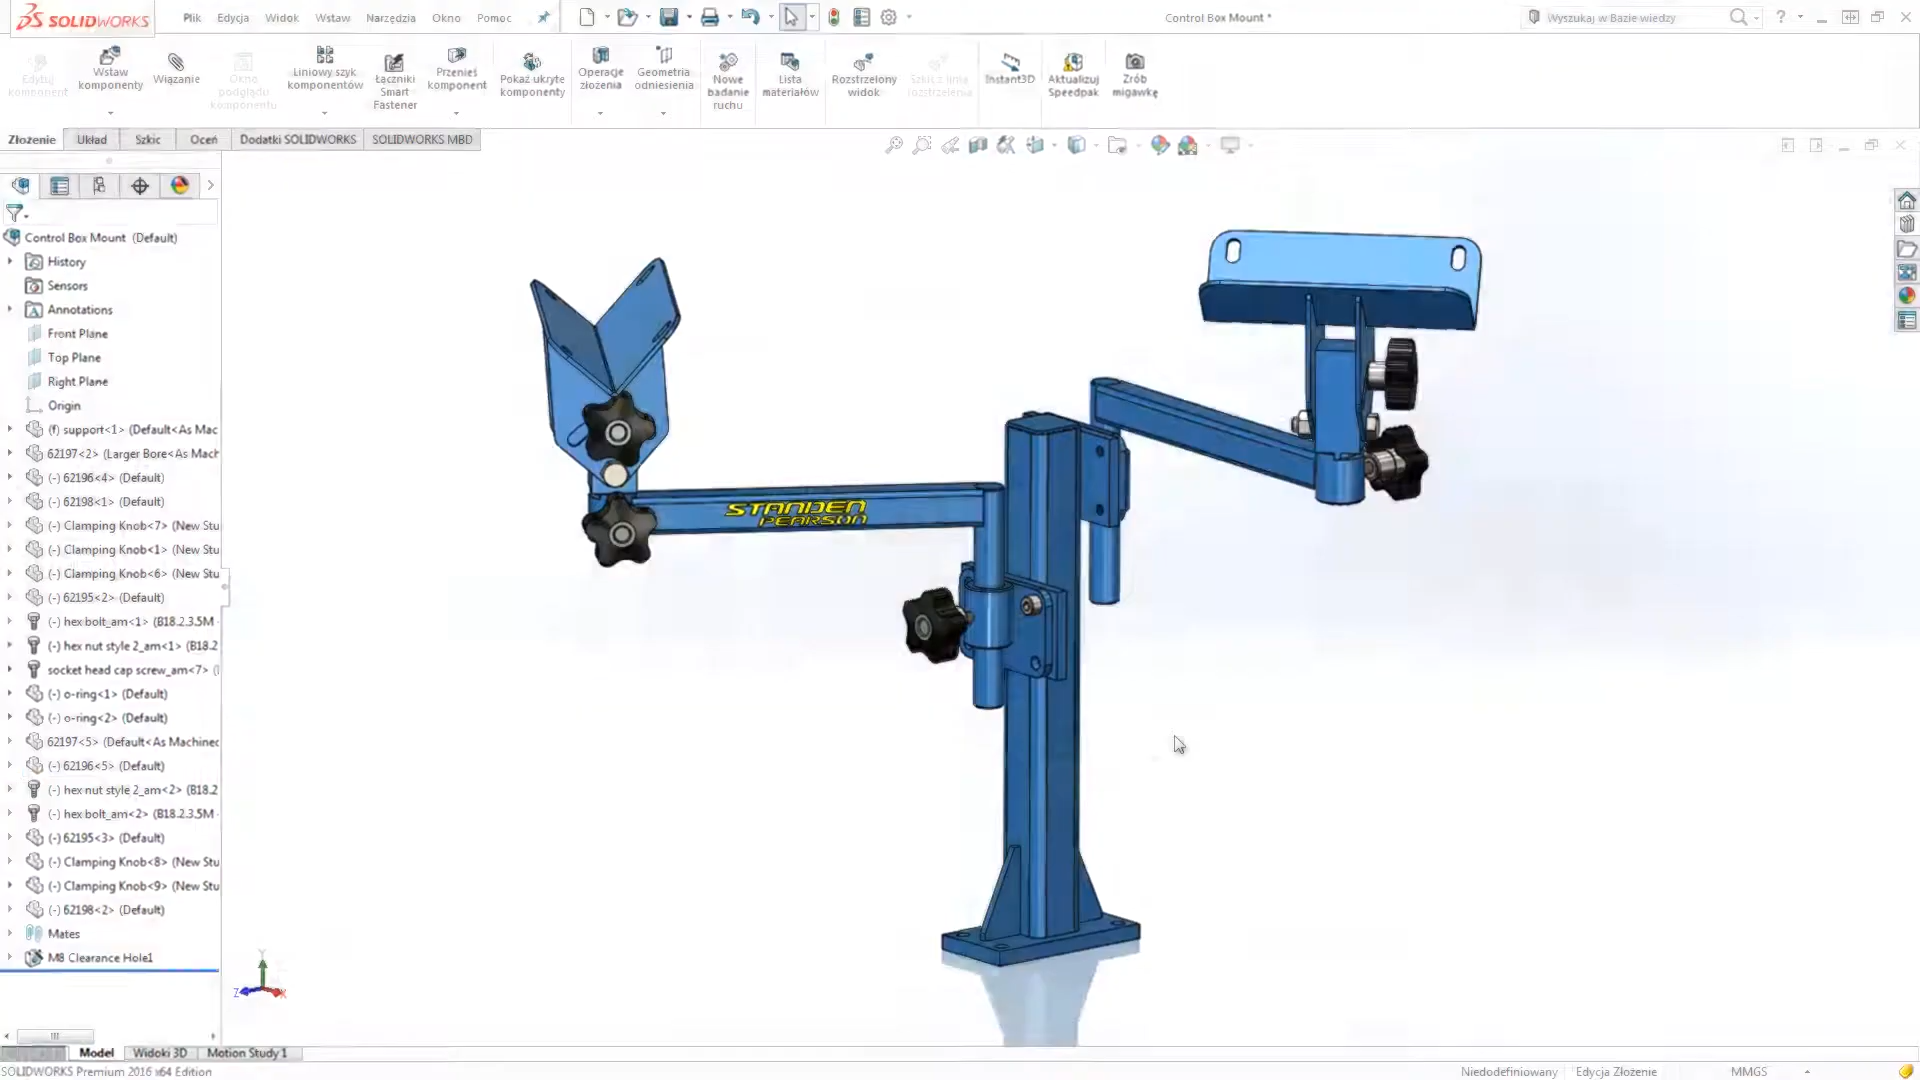 SOLIDWORKS
Plik Edycja Widok Wstaw Narzędzia Okno Pomoc
Control Box Mount *
Wyszukaj w Bazie wiedzy
Edytuj komponent
Wstaw komponenty
Wiązanie
Okno podglądu komponentu
Liniowy szyk komponentów
Łączniki Smart Fastener
Przenieś komponent
Pokaż ukryte komponenty
Operacje złożenia
Geometria odniesienia
Nowe badanie ruchu
Lista materiałów
Rozstrzelony widok
Szkic z linią rozstrzelenia
Instant3D
Aktualizuj Speedpak
Zrób migawkę
Złożenie Układ Szkic Oceń Dodatki SOLIDWORKS SOLIDWORKS MBD
Control Box Mount (Default)
History
Sensors
Annotations
Front Plane
Top Plane
Right Plane
Origin
(f) support<1> (Default<As Mac
62197<2> (Larger Bore<As Mach
(-) 62196<4> (Default)
(-) 62198<1> (Default)
(-) Clamping Knob<7> (New Stu
(-) Clamping Knob<1> (New Stu
(-) Clamping Knob<6> (New Stu
(-) 62195<2> (Default)
(-) hex bolt_am<1> (B18.2.3.5M
(-) hex nut style 2_am<1> (B18.2
socket head cap screw_am<7> (
(-) o-ring<1> (Default)
(-) o-ring<2> (Default)
62197<5> (Default<As Machined
(-) 62196<5> (Default)
(-) hex nut style 2_am<2> (B18.2
(-) hex bolt_am<2> (B18.2.3.5M
(-) 62195<3> (Default)
(-) Clamping Knob<8> (New Stu
(-) Clamping Knob<9> (New Stu
(-) 62198<2> (Default)
Mates
M8 Clearance Hole1
STANDEN
PEARSON
Y
Z
X
Model Widoki 3D Motion Study 1
SOLIDWORKS Premium 2016 x64 Edition
Niedodefiniowany Edycja Złożenie MMGS